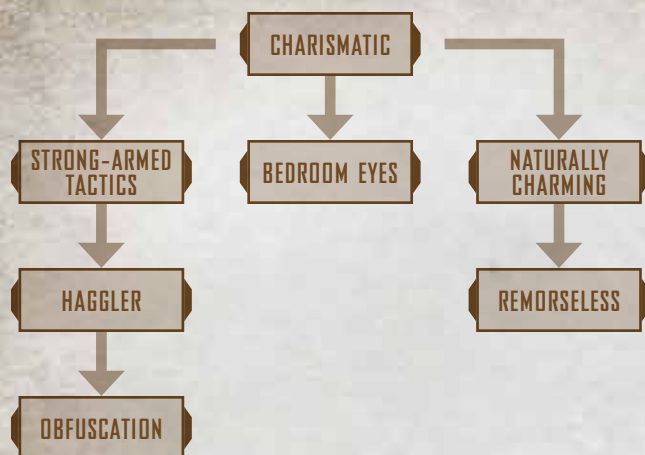 CHARISMATIC
STRONG-ARMED
TACTICS
BEDROOM EYES
NATURALLY
CHARMING
HAGGLER
REMORSELESS
OBFUSCATION